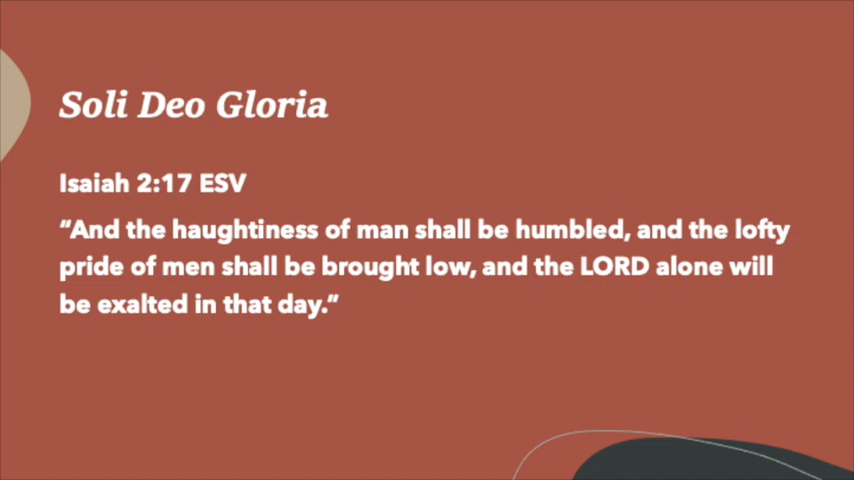 Soli Deo Gloria
Isaiah 2:17 ESV
“And the haughtiness of man shall be humbled, and the lofty
pride of men shall be brought low, and the LORD alone will
be exalted in that day.”